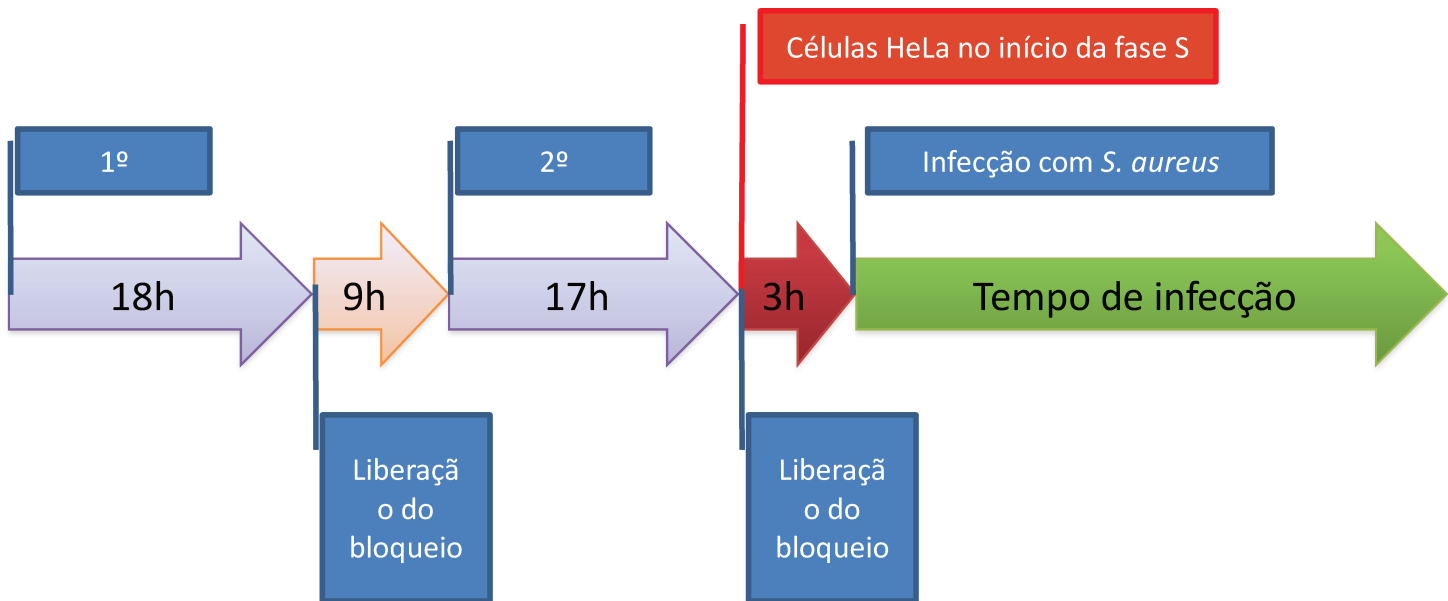 Células HeLa no início da fase S
1º
2º
Infecção com S. aureus
18h
9h
17h
3h
Tempo de infecção
Liberaçã
o do
bloqueio
Liberaçã
o do
bloqueio